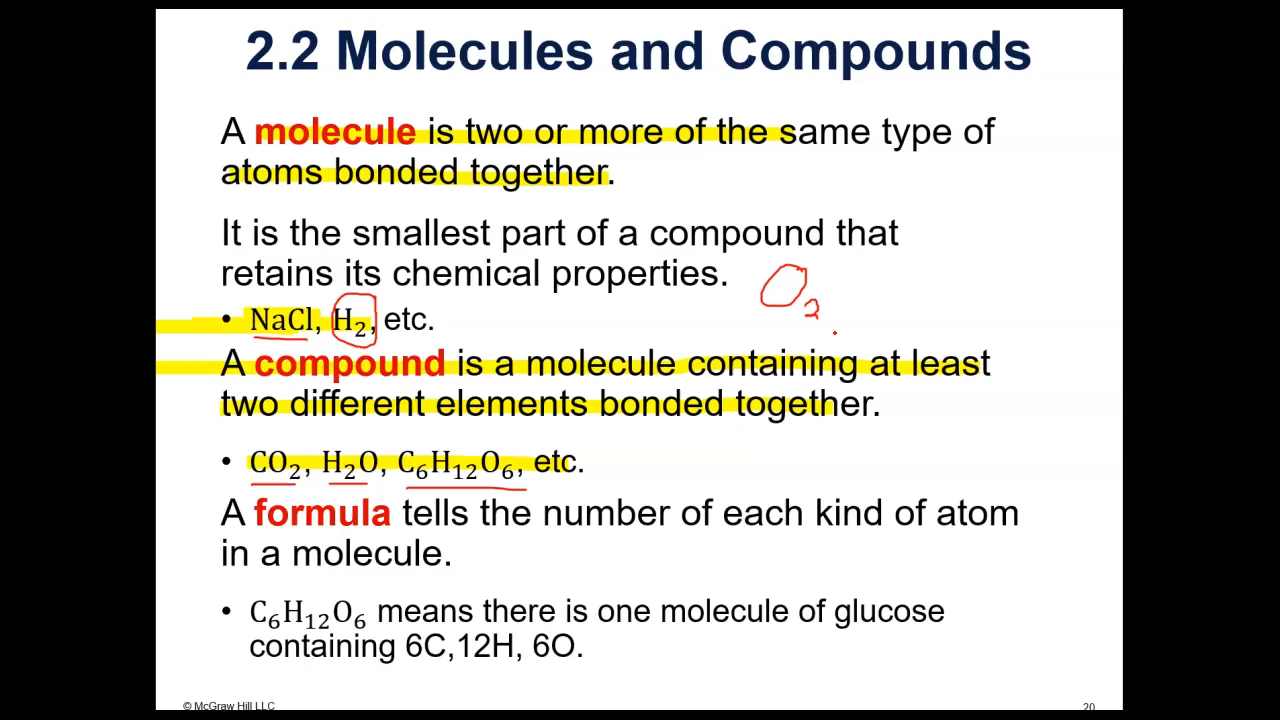 2.2 Molecules and Compounds
A molecule is two or more of the same type of
atoms bonded together.
It is the smallest part of a compound that
retains its chemical properties.
O2
• NaCl, H₂, etc.
A compound is a molecule containing at least
two different elements bonded together.
• CO₂, H₂O, C₆H₁₂O₆, etc.
A formula tells the number of each kind of atom
in a molecule.
• C₆H₁₂O₆ means there is one molecule of glucose
containing 6C,12H, 6O.
© McGraw Hill LLC
20